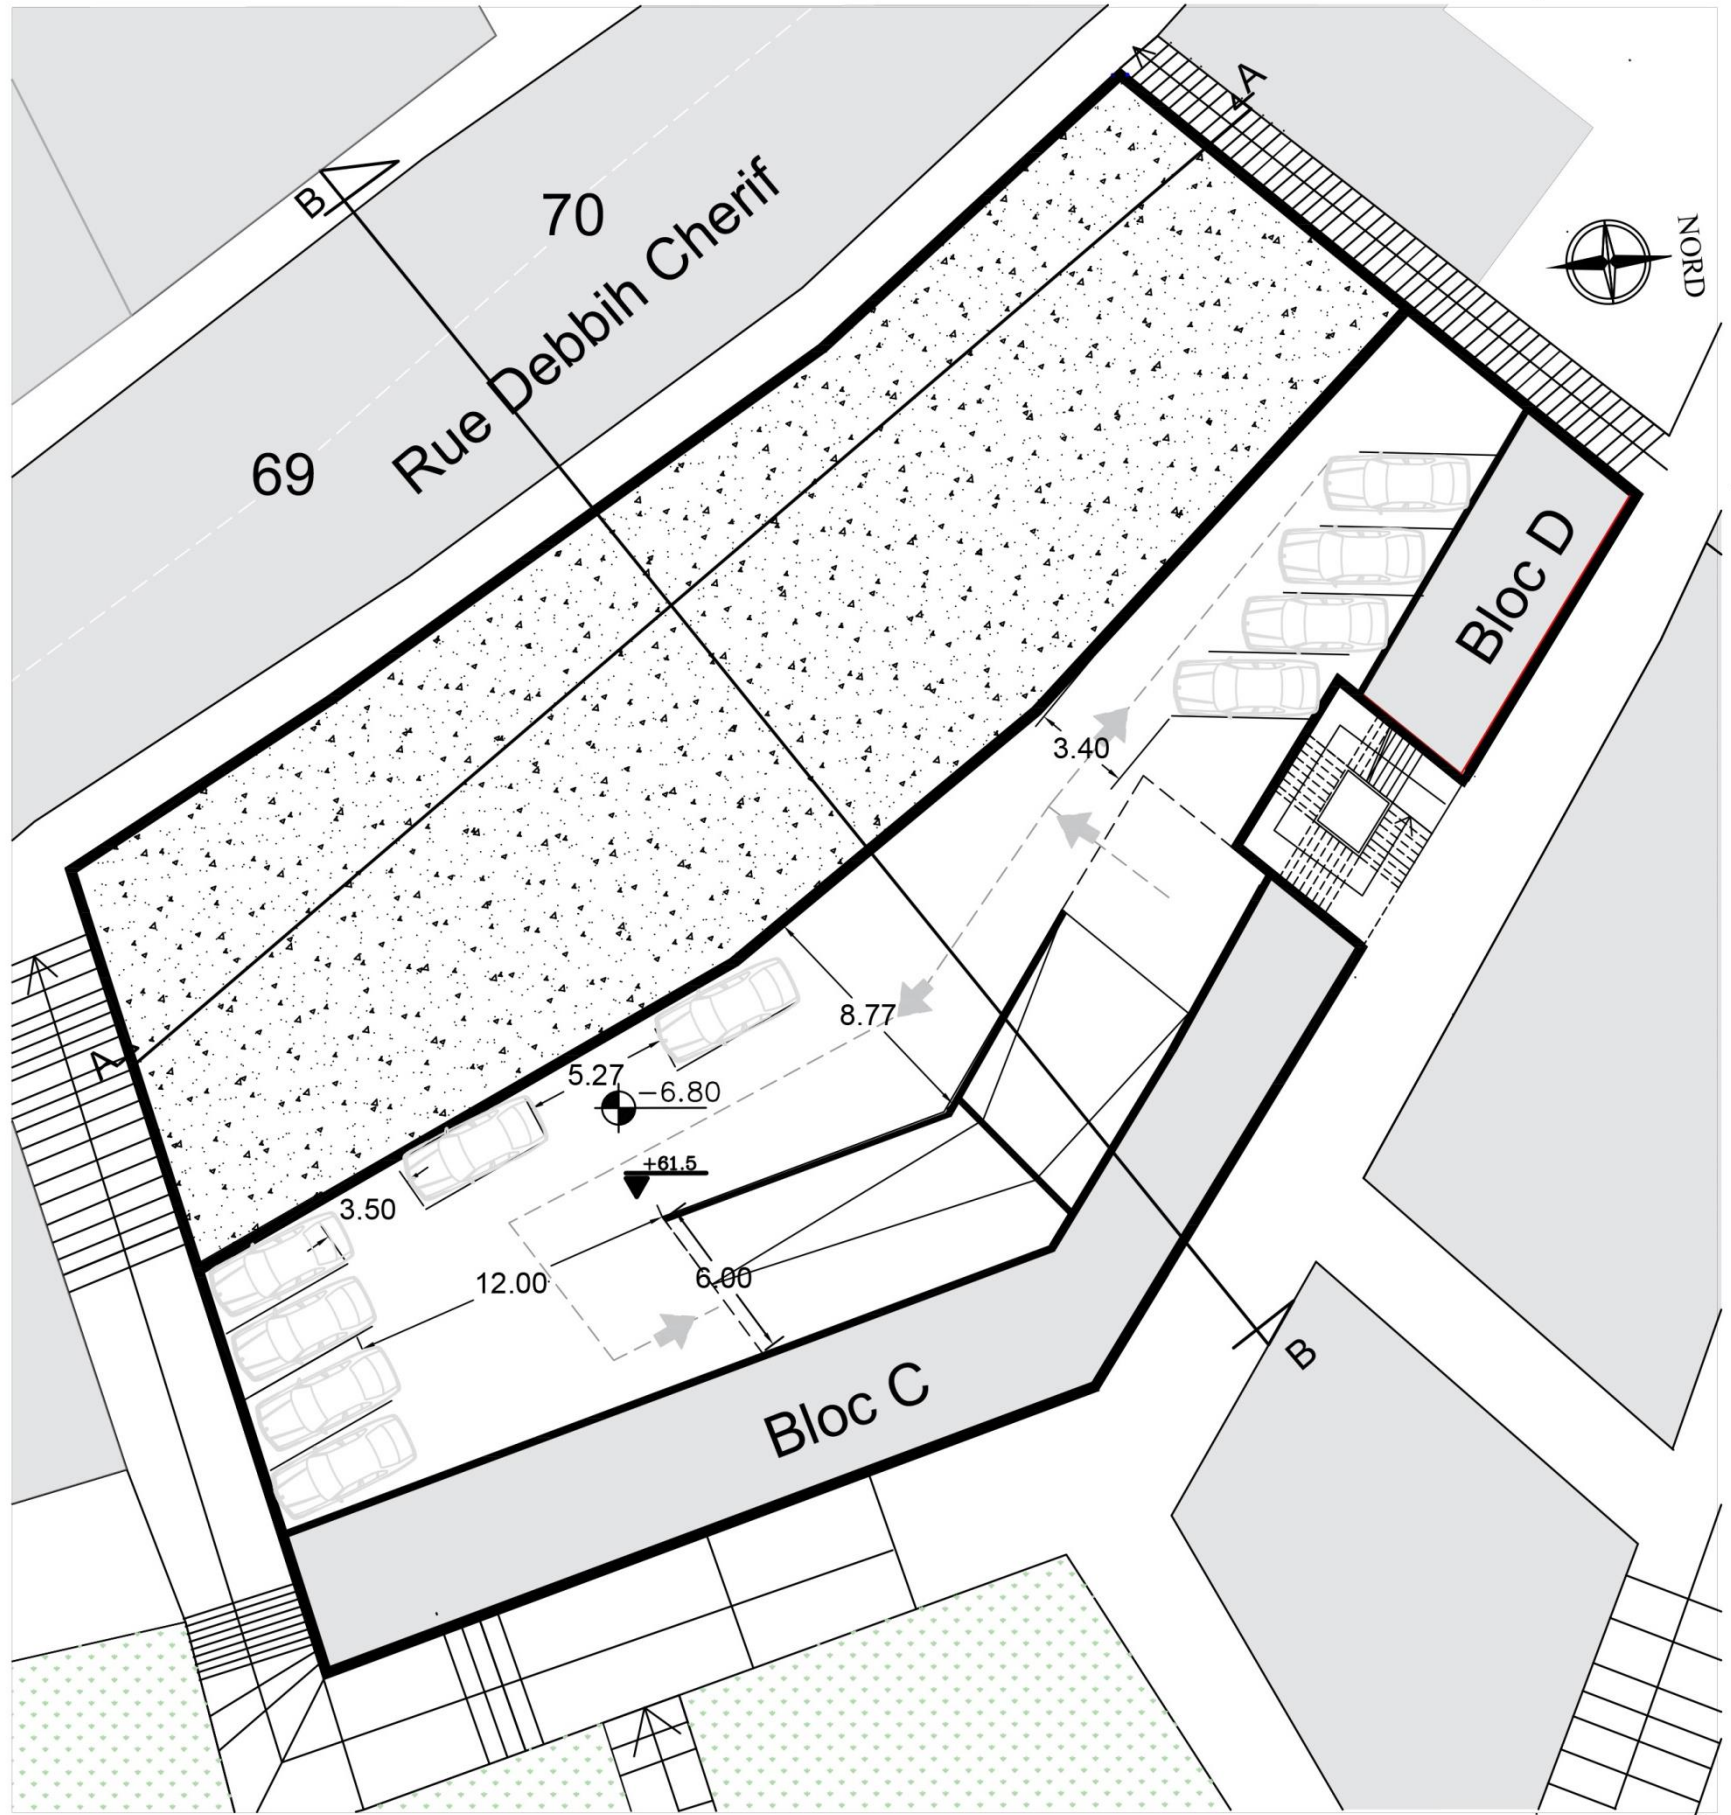 A
B
70
Rue Debbih Cherif
NORD
69
Bloc D
3.40
8.77
A
5.27
−6.80
+61.5
3.50
12.00
6.00
B
Bloc C